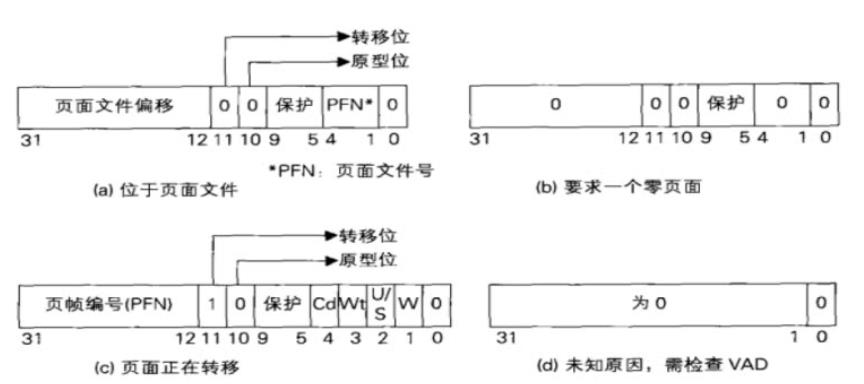 转移位
原型位
页面文件偏移 0 0 保护 PFN* 0
31 12 11 10 9 5 4 1 0
*PFN：页面文件号
(a) 位于页面文件
0 0 0 保护 0 0
31 12 11 10 9 5 4 1 0
(b) 要求一个零页面
转移位
原型位
页帧编号(PFN) 1 0 保护 Cd Wt U/S W 0
31 12 11 10 9 5 4 3 2 1 0
(c) 页面正在转移
为 0 0
31 1 0
(d) 未知原因，需检查 VAD